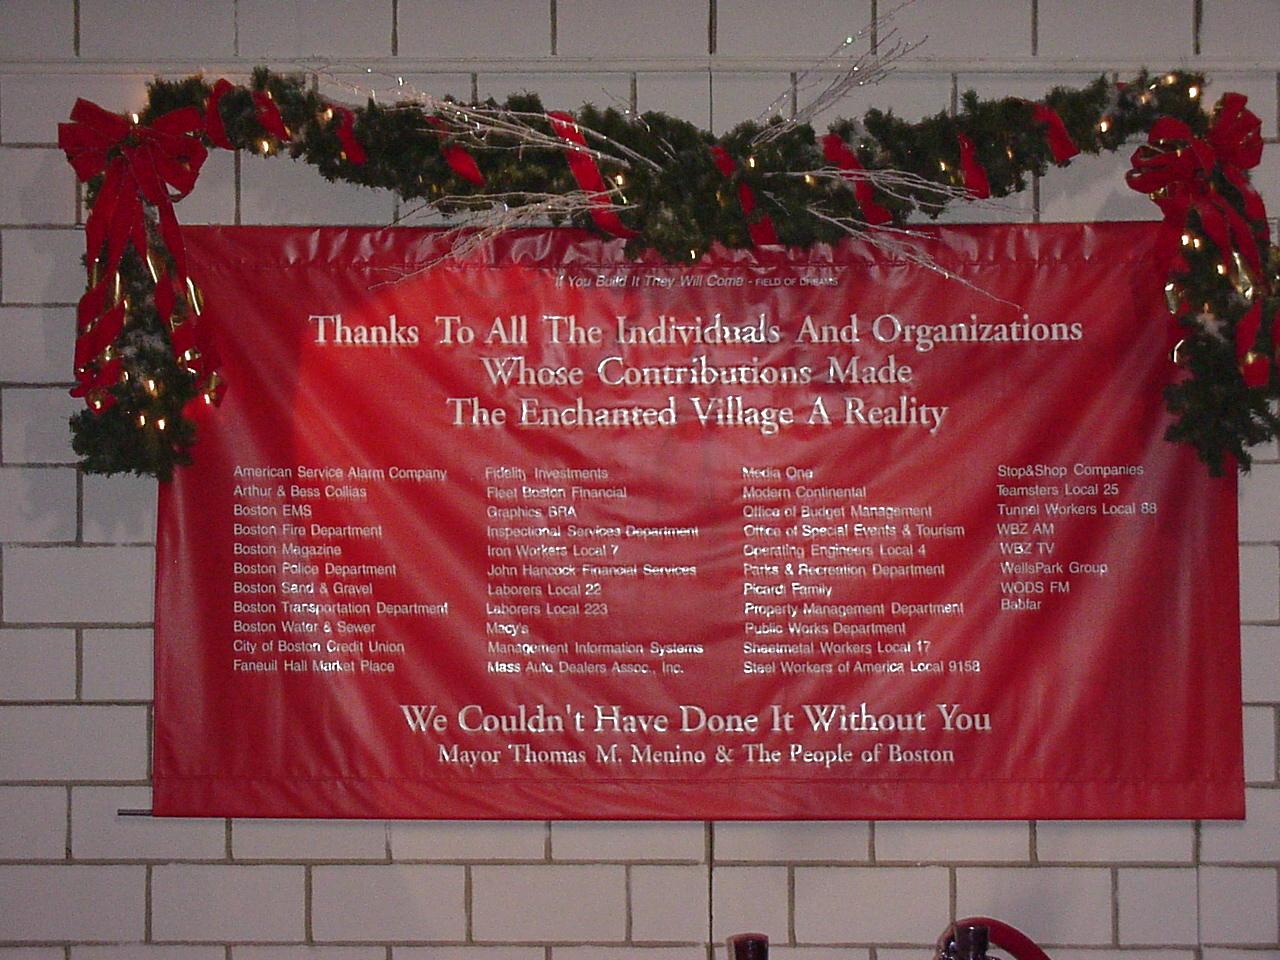 If You Build It They Will Come - FIELD OF DREAMS
Thanks To All The Individuals And Organizations
Whose Contributions Made
The Enchanted Village A Reality
American Service Alarm Company
Arthur & Bess Collias
Boston EMS
Boston Fire Department
Boston Magazine
Boston Police Department
Boston Sand & Gravel
Boston Transportation Department
Boston Water & Sewer
City of Boston Credit Union
Faneuil Hall Market Place
Fidelity Investments
Fleet Boston Financial
Graphics BRA
Inspectional Services Department
Iron Workers Local 7
John Hancock Financial Services
Laborers Local 22
Laborers Local 223
Macy's
Management Information Systems
Mass Auto Dealers Assoc., Inc.
Media One
Modern Continental
Office of Budget Management
Office of Special Events & Tourism
Operating Engineers Local 4
Parks & Recreation Department
Picardi Family
Property Management Department
Public Works Department
Sheetmetal Workers Local 17
Steel Workers of America Local 9158
Stop&Shop Companies
Teamsters Local 25
Tunnel Workers Local 88
WBZ AM
WBZ TV
WellsPark Group
WODS FM
We Couldn't Have Done It Without You
Mayor Thomas M. Menino & The People of Boston